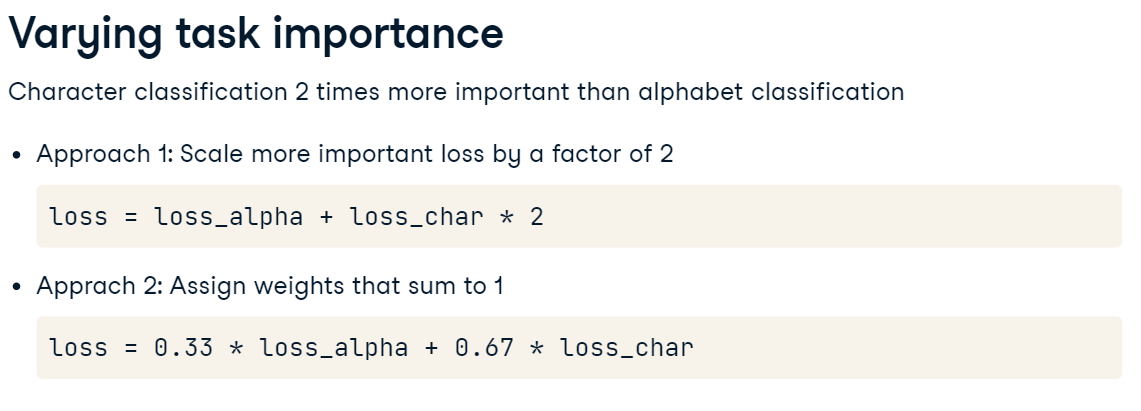 Varying task importance
Character classification 2 times more important than alphabet classification
• Approach 1: Scale more important loss by a factor of 2
loss = loss_alpha + loss_char * 2
• Apprach 2: Assign weights that sum to 1
loss = 0.33 * loss_alpha + 0.67 * loss_char